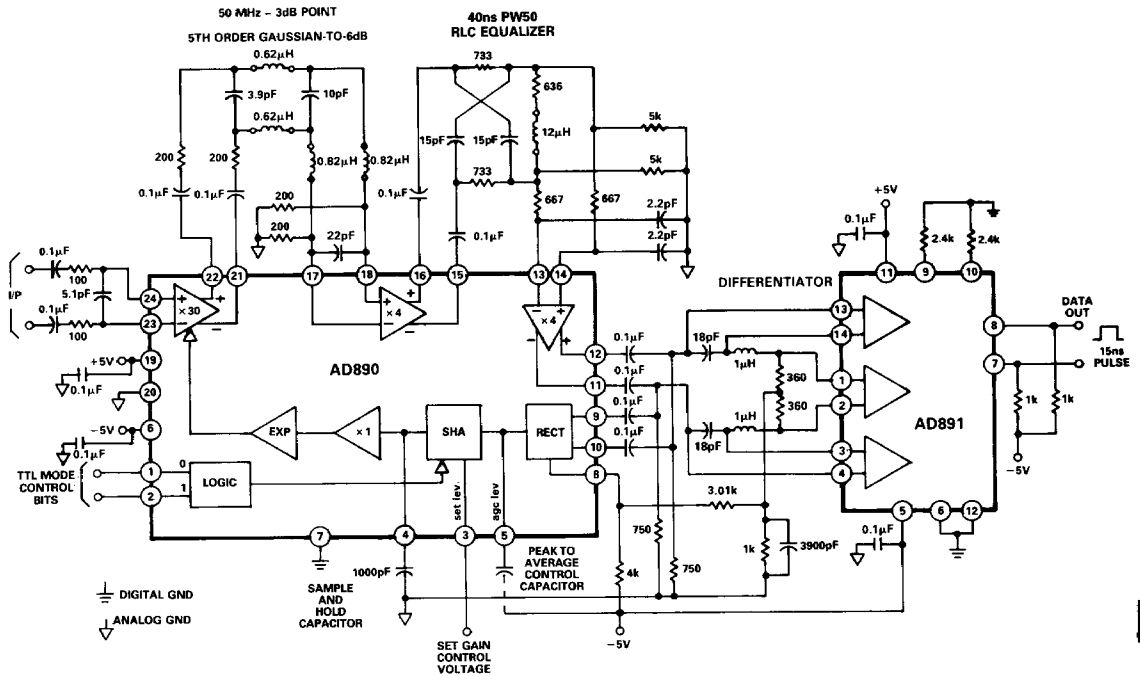 50 MHz – 3dB POINT
5TH ORDER GAUSSIAN-TO-6dB
40ns PW50
RLC EQUALIZER
0.62μH
3.9pF
10pF
0.62μH
200
200
0.82μH
0.82μH
0.1μF
0.1μF
200
200
22pF
733
15pF
15pF
733
0.1μF
0.1μF
636
12μH
667
667
5k
5k
2.2pF
2.2pF
I/P
0.1μF
100
5.1pF
0.1μF
100
22
21
17
18
16
15
13
14
24
23
+
× 30
+
–
–
+
× 4
+
–
–
–
+
× 4
–
+
+5V
19
0.1μF
20
–5V
6
0.1μF
TTL MODE
CONTROL
BITS
1
0
2
1
LOGIC
AD890
EXP
× 1
SHA
RECT
set lev.
agc lev
12
11
9
10
8
0.1μF
0.1μF
0.1μF
0.1μF
7
4
3
5
1000pF
SAMPLE
AND
HOLD
CAPACITOR
PEAK TO
AVERAGE
CONTROL
CAPACITOR
SET GAIN
CONTROL
VOLTAGE
DIGITAL GND
ANALOG GND
4k
–5V
750
750
3.01k
1k
3900pF
18pF
1μH
360
360
1μH
18pF
DIFFERENTIATOR
+5V
0.1μF
2.4k
2.4k
11
9
10
13
14
1
2
3
4
AD891
8
7
5
6
12
0.1μF
DATA
OUT
15ns
PULSE
1k
1k
–5V